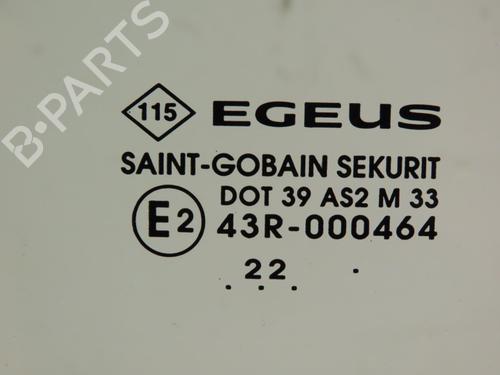 B-PARTS
115 EGEUS
SAINT-GOBAIN SEKURIT
DOT 39 AS2 M 33
E2 43R-000464
22